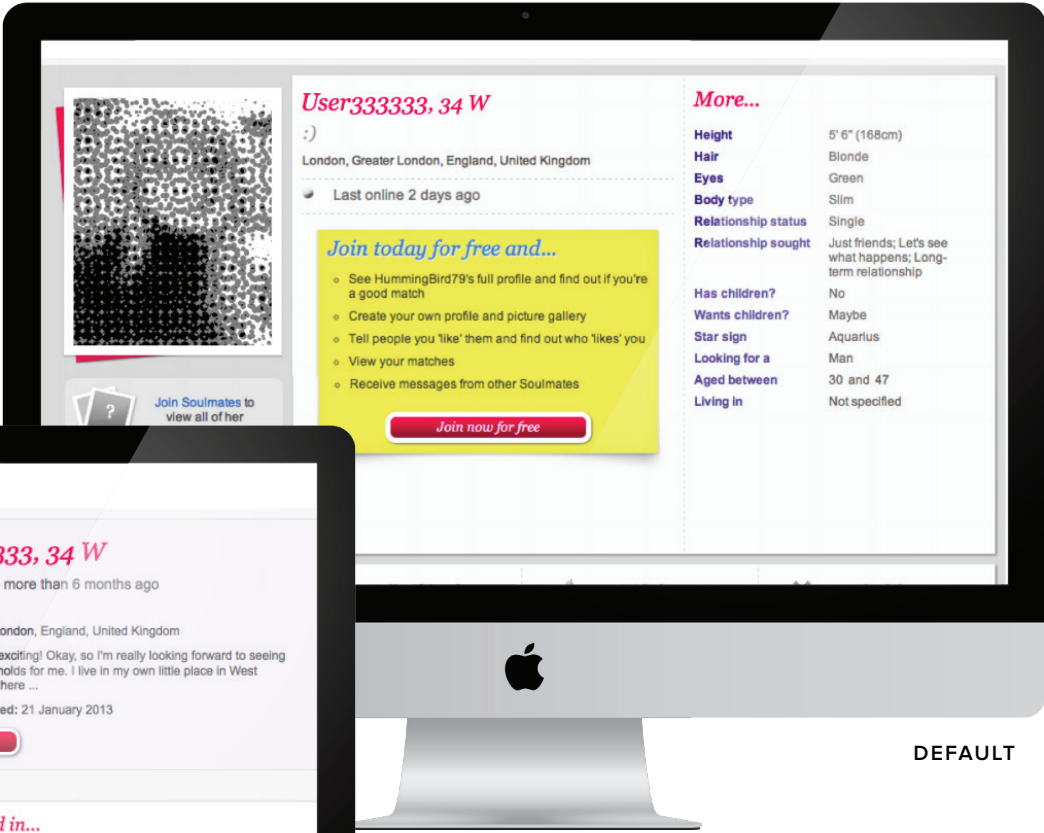 User333333, 34 W
:)
London, Greater London, England, United Kingdom
Last online 2 days ago
Join today for free and...
See HummingBird79's full profile and find out if you're
a good match
Create your own profile and picture gallery
Tell people you 'like' them and find out who 'likes' you
View your matches
Receive messages from other Soulmates
Join now for free
More...
Height 5' 6" (168cm)
Hair Blonde
Eyes Green
Body type Slim
Relationship status Single
Relationship sought Just friends; Let's see
what happens; Long-
term relationship
Has children? No
Wants children? Maybe
Star sign Aquarius
Looking for a Man
Aged between 30 and 47
Living in Not specified
?
Join Soulmates to
view all of her
333, 34 W
more than 6 months ago
ondon, England, United Kingdom
exciting! Okay, so I'm really looking forward to seeing
holds for me. I live in my own little place in West
here ...
ed: 21 January 2013
d in...
DEFAULT